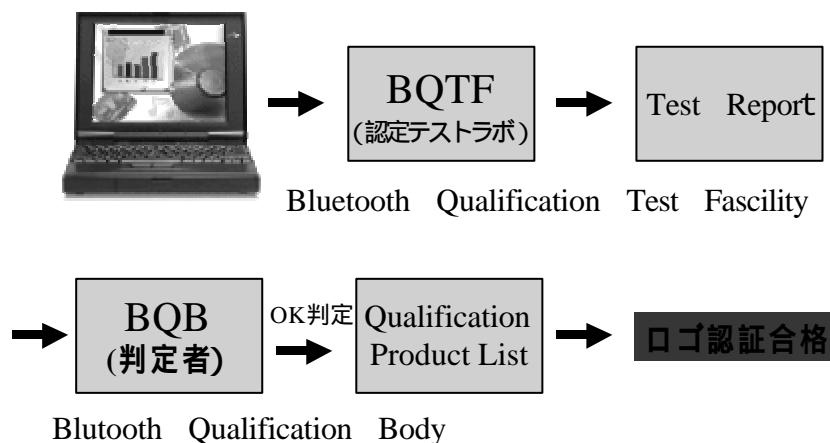 BQTF
(認定テストラボ)
Test Report
Bluetooth Qualification Test Fascility
BQB
(判定者)
OK判定
Qualification
Product List
ロゴ認証合格
Blutooth Qualification Body